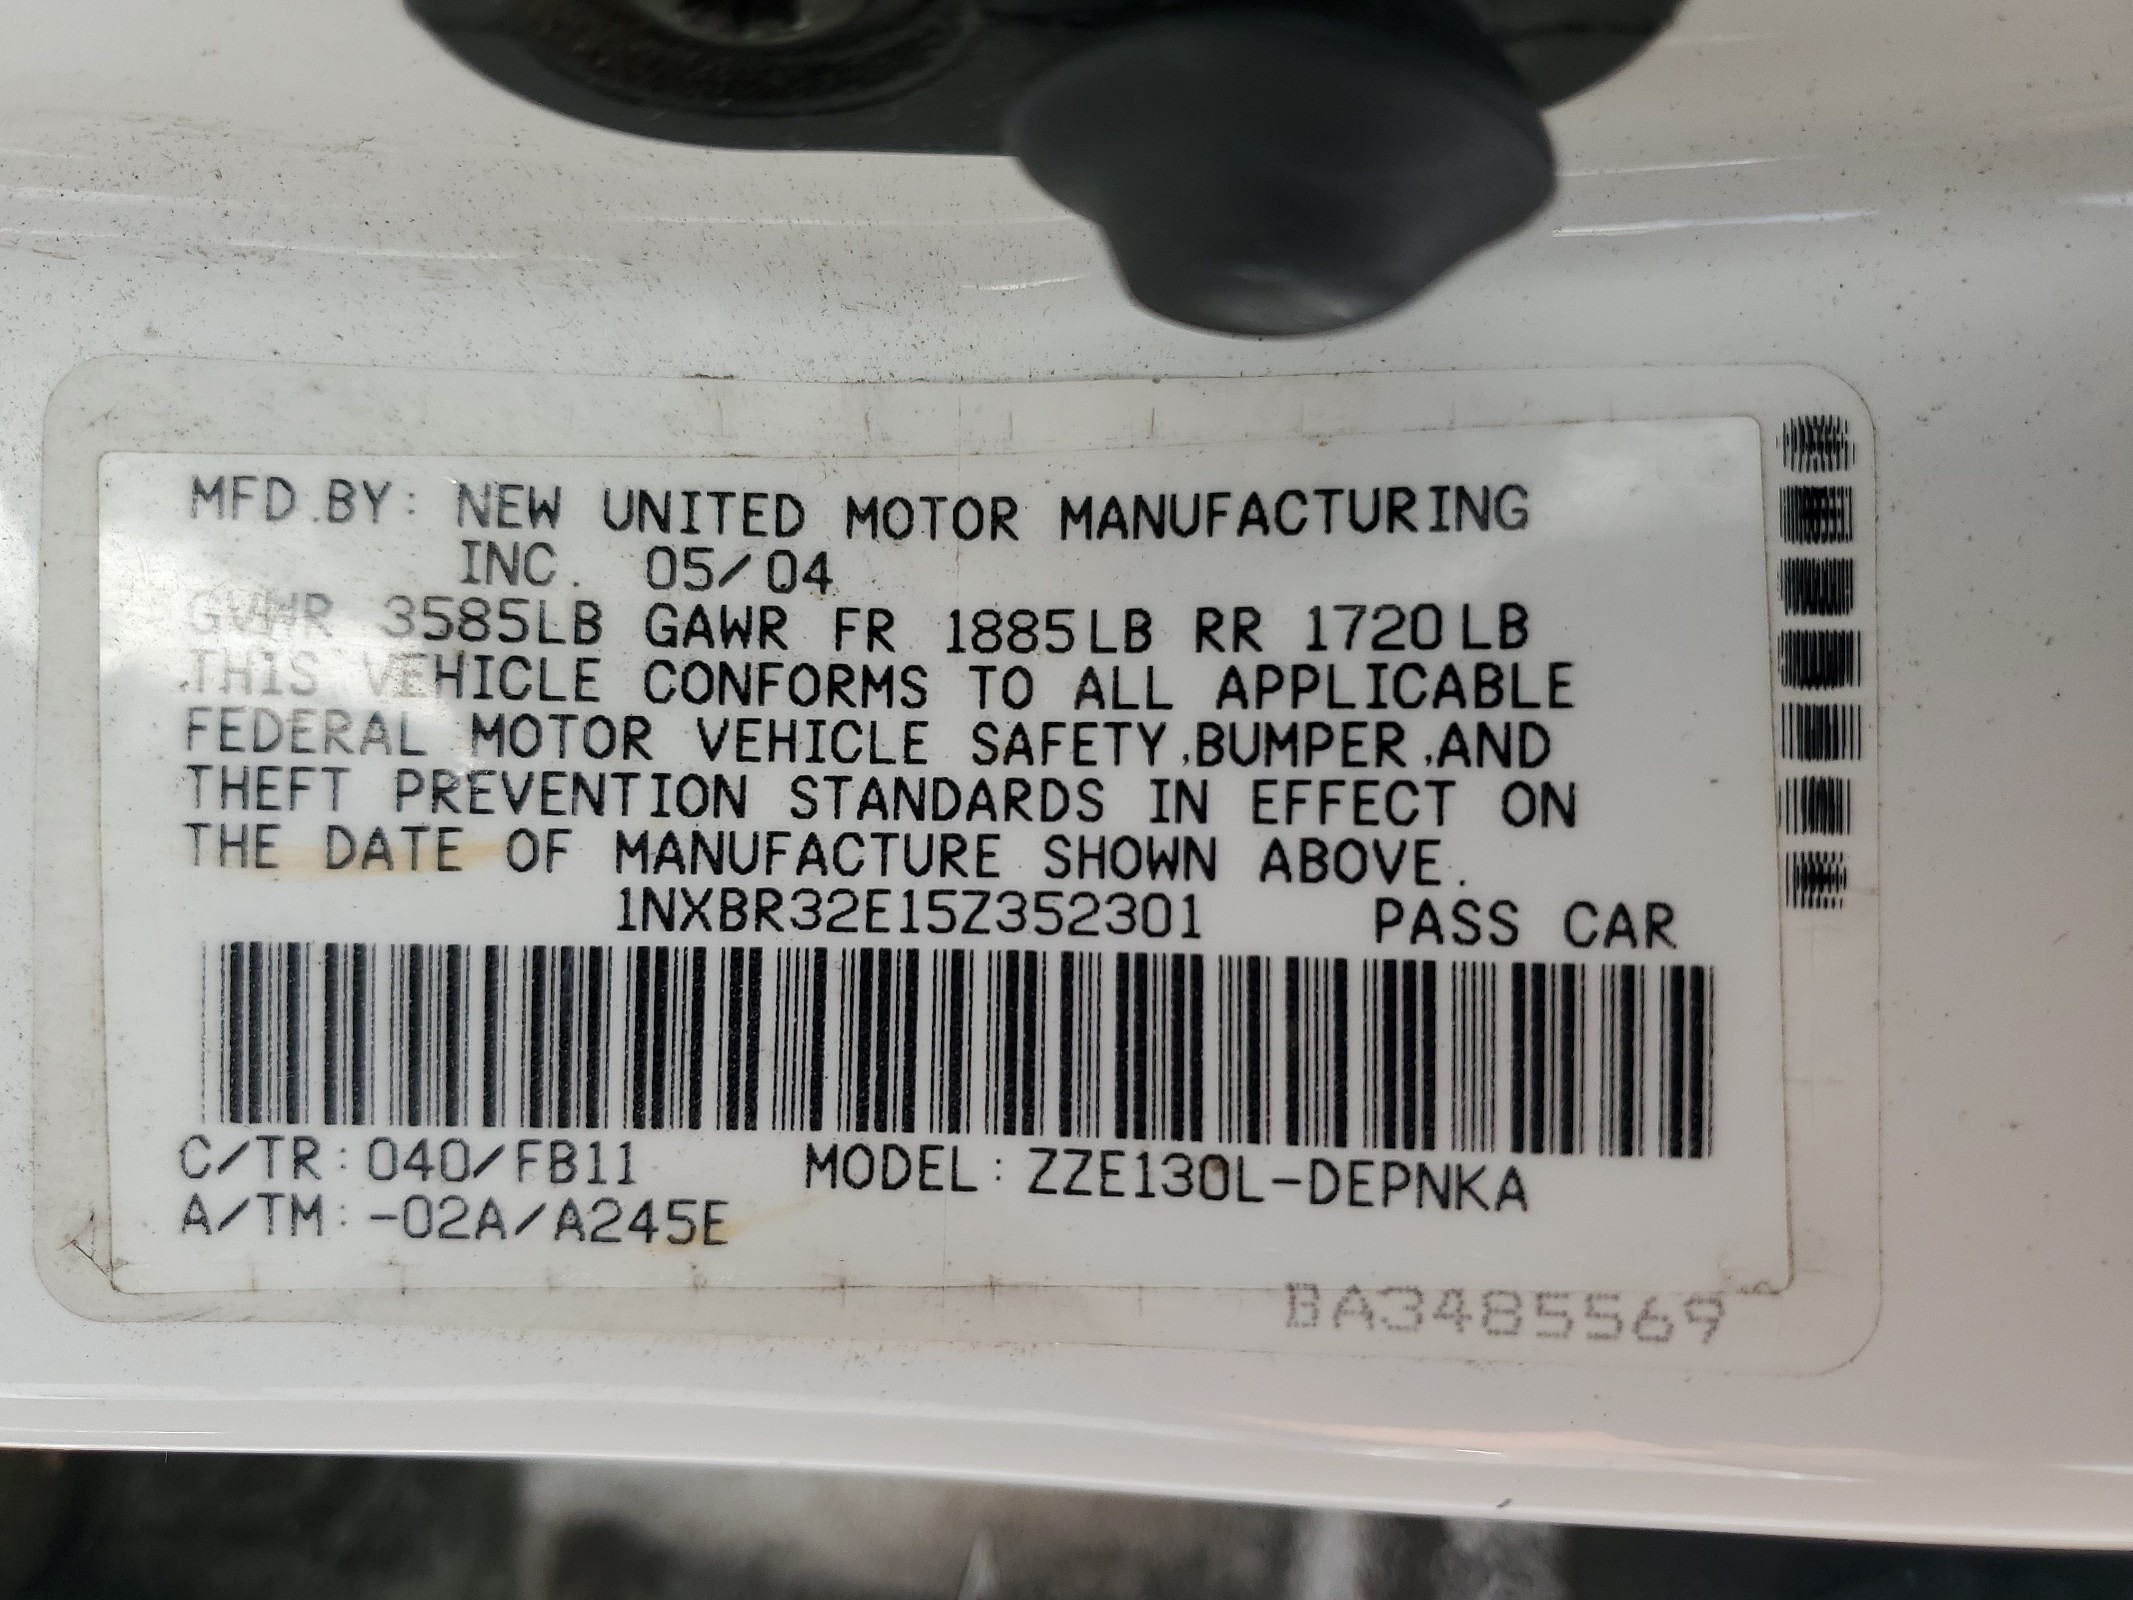 MFD.BY: NEW UNITED MOTOR MANUFACTURING
INC. 05/04
GVWR 3585LB GAWR FR 1885LB RR 1720LB
THIS VEHICLE CONFORMS TO ALL APPLICABLE
FEDERAL MOTOR VEHICLE SAFETY,BUMPER,AND
THEFT PREVENTION STANDARDS IN EFFECT ON
THE DATE OF MANUFACTURE SHOWN ABOVE.
1NXBR32E15Z352301 PASS CAR
C/TR:040/FB11 MODEL:ZZE130L-DEPNKA
A/TM:-02A/A245E
BA3485569